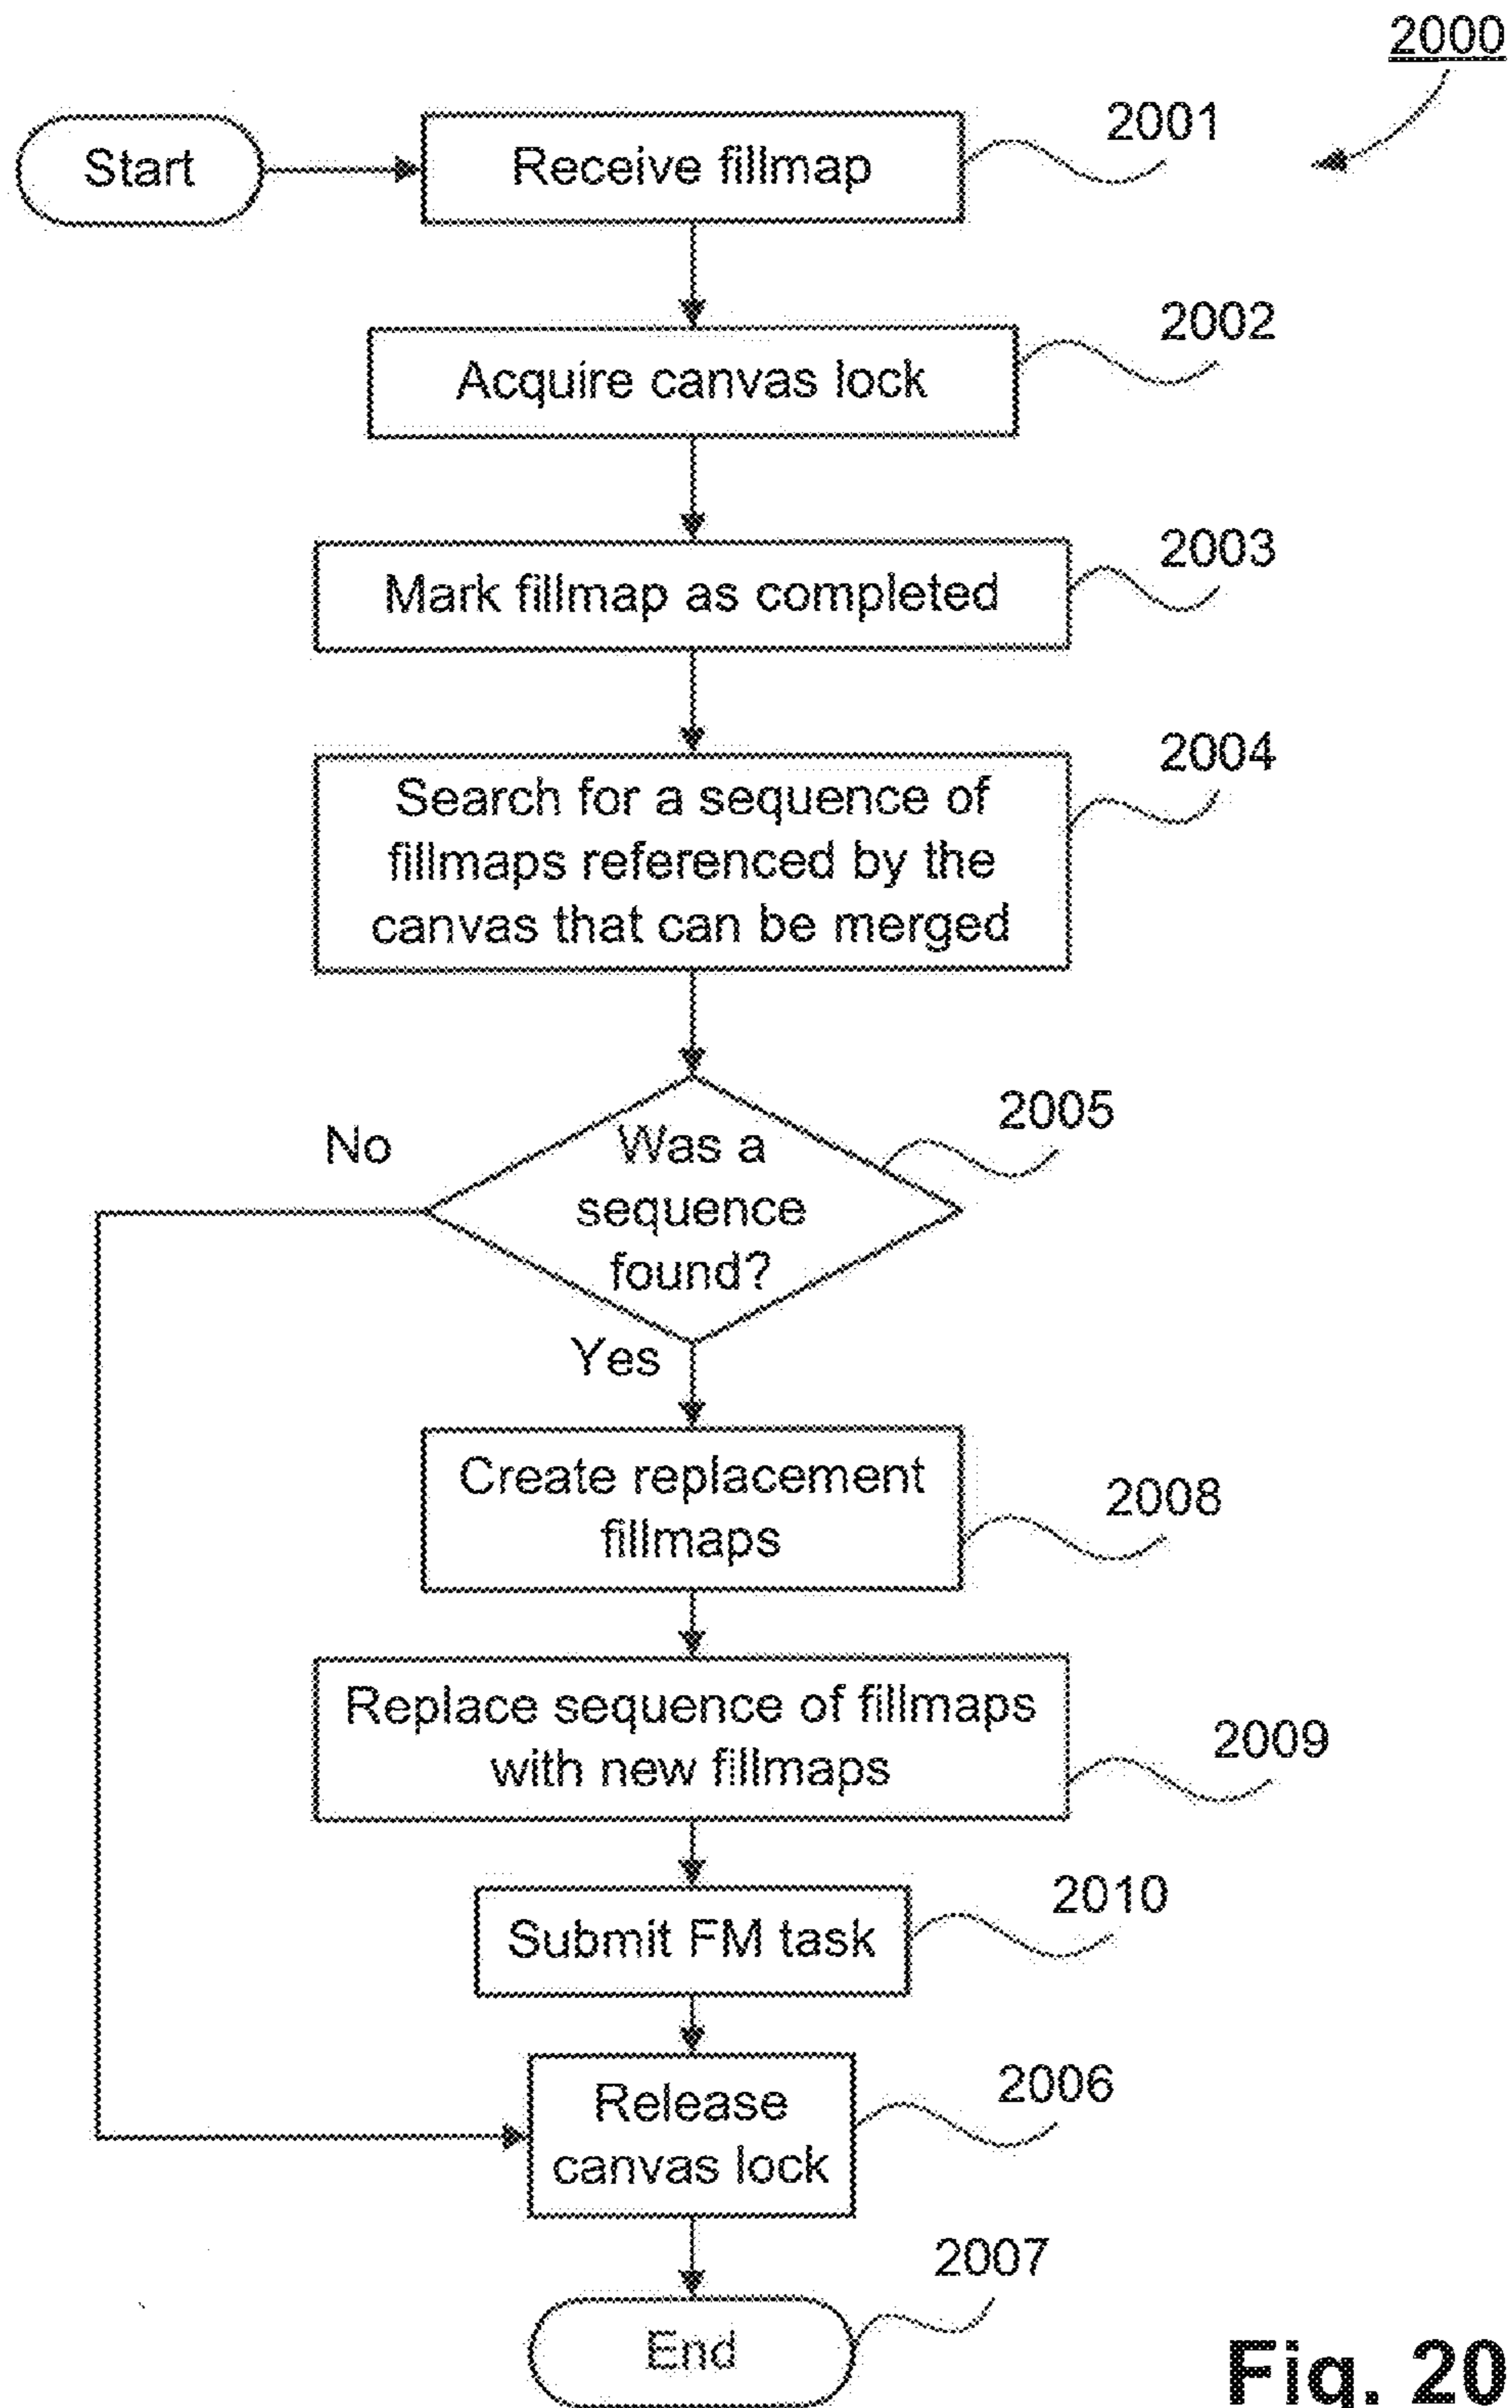 2000
Start
Receive fillmap
2001
Acquire canvas lock
2002
Mark fillmap as completed
2003
Search for a sequence of
fillmaps referenced by the
canvas that can be merged
2004
Was a
sequence
found?
2005
No
Yes
Create replacement
fillmaps
2008
Replace sequence of fillmaps
with new fillmaps
2009
Submit FM task
2010
Release
canvas lock
2006
End
2007
Fig. 20